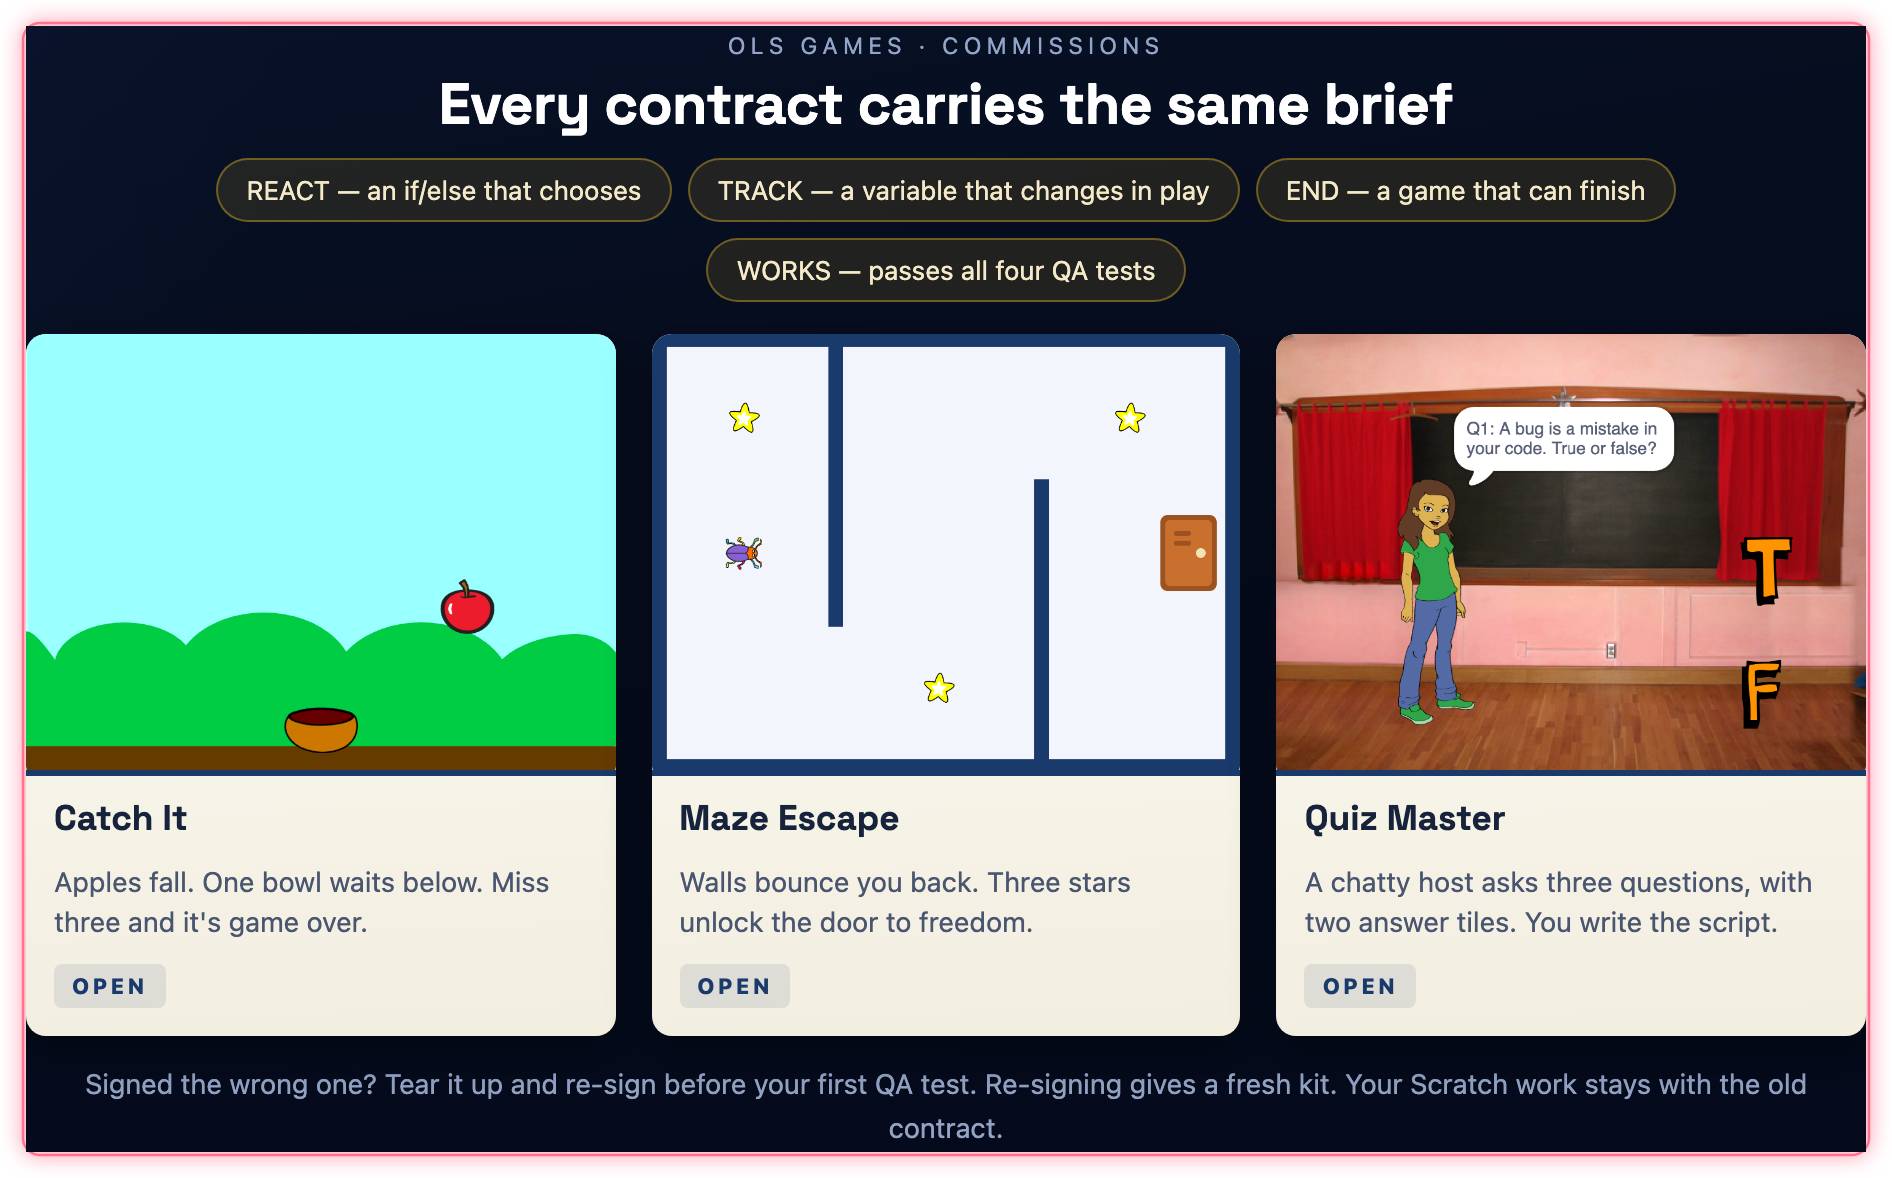 OLS GAMES · COMMISSIONS
Every contract carries the same brief
REACT — an if/else that chooses
TRACK — a variable that changes in play
END — a game that can finish
WORKS — passes all four QA tests
Q1: A bug is a mistake in
your code. True or false?
T
F
Catch It
Apples fall. One bowl waits below. Miss
three and it's game over.
OPEN
Maze Escape
Walls bounce you back. Three stars
unlock the door to freedom.
OPEN
Quiz Master
A chatty host asks three questions, with
two answer tiles. You write the script.
OPEN
Signed the wrong one? Tear it up and re-sign before your first QA test. Re-signing gives a fresh kit. Your Scratch work stays with the old
contract.